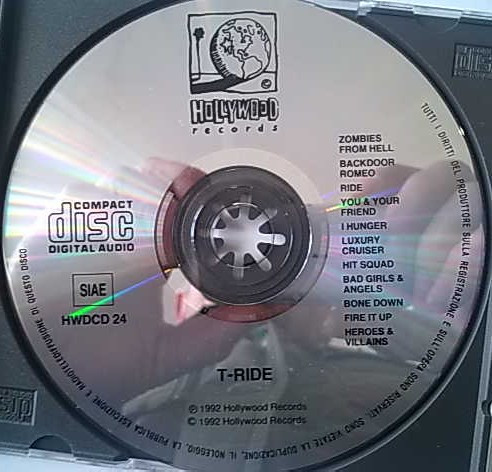 HOLLYWOOD
records
ZOMBIES
FROM HELL
BACKDOOR
ROMEO
RIDE
YOU & YOUR
FRIEND
I HUNGER
LUXURY
CRUISER
HIT SQUAD
BAD GIRLS &
ANGELS
BONE DOWN
FIRE IT UP
HEROES &
VILLAINS
COMPACT
disc
DIGITAL AUDIO
SIAE
HWDCD 24
T-RIDE
℗ 1992 Hollywood Records
© 1992 Hollywood Records
TUTTI I DIRITTI DEL PRODUTTORE SULLA REGISTRAZIONE E SULL'OPERA SONO RISERVATI. SONO VIETATE LA DUPLICAZIONE, IL NOLEGGIO, LA PUBBLICA ESECUZIONE E RADIOTELEDIFFUSIONE DI QUESTO DISCO
disc
disc